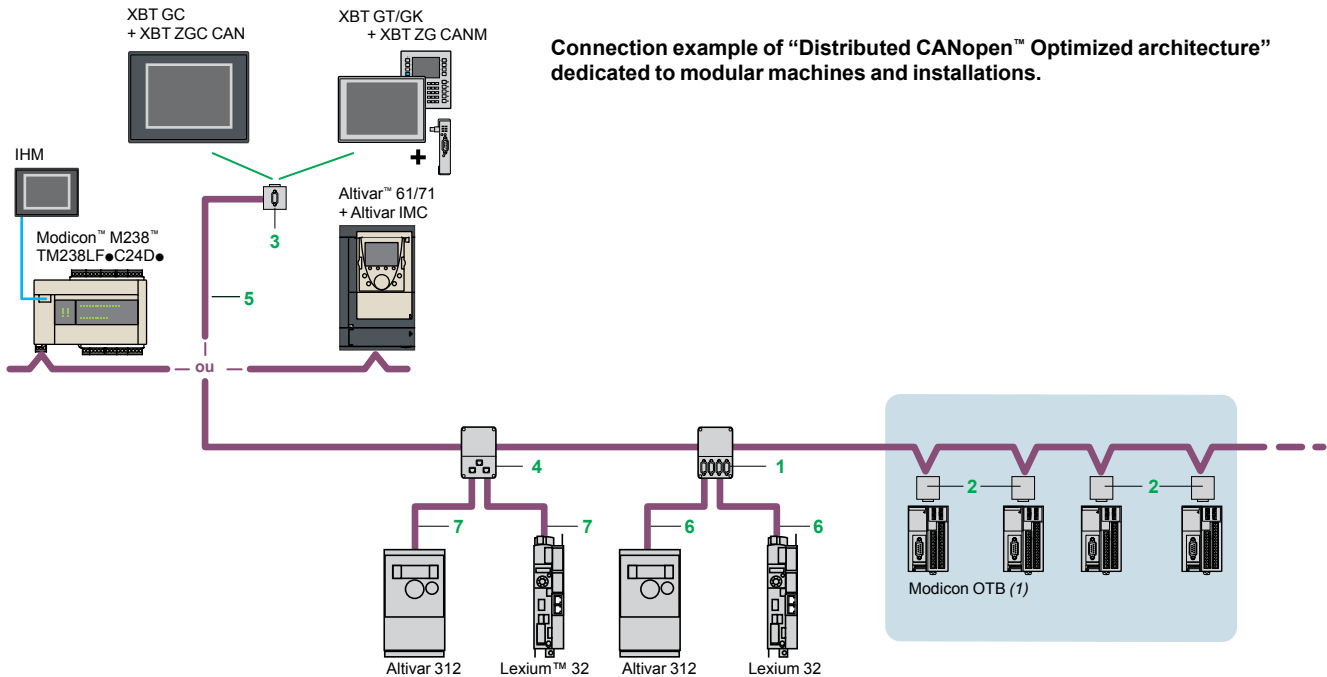 XBT GC
+ XBT ZGC CAN
XBT GT/GK
+ XBT ZG CANM
Connection example of “Distributed CANopen™ Optimized architecture”
dedicated to modular machines and installations.
+
IHM
3
Altivar™ 61/71
+ Altivar IMC
Modicon™ M238™
TM238LF●C24D●
5
!!
ou
4
1
2
2
7
7
6
6
Modicon OTB (1)
Altivar 312
Lexium™ 32
Altivar 312
Lexium 32